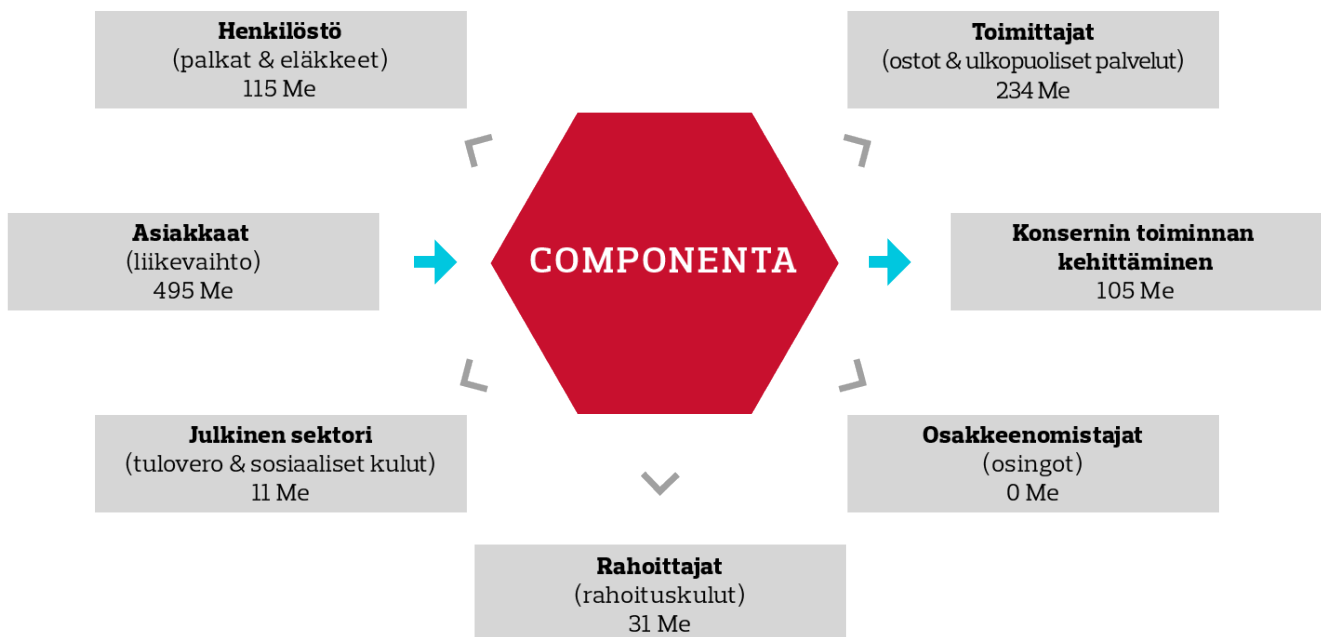 Henkilöstö
(palkat & eläkkeet)
115 Me
Toimittajat
(ostot & ulkopuoliset palvelut)
234 Me
Asiakkaat
(liikevaihto)
495 Me
COMPONENTA
Konsernin toiminnan
kehittäminen
105 Me
Julkinen sektori
(tulovero & sosiaaliset kulut)
11 Me
Osakkeenomistajat
(osingot)
0 Me
Rahoittajat
(rahoituskulut)
31 Me